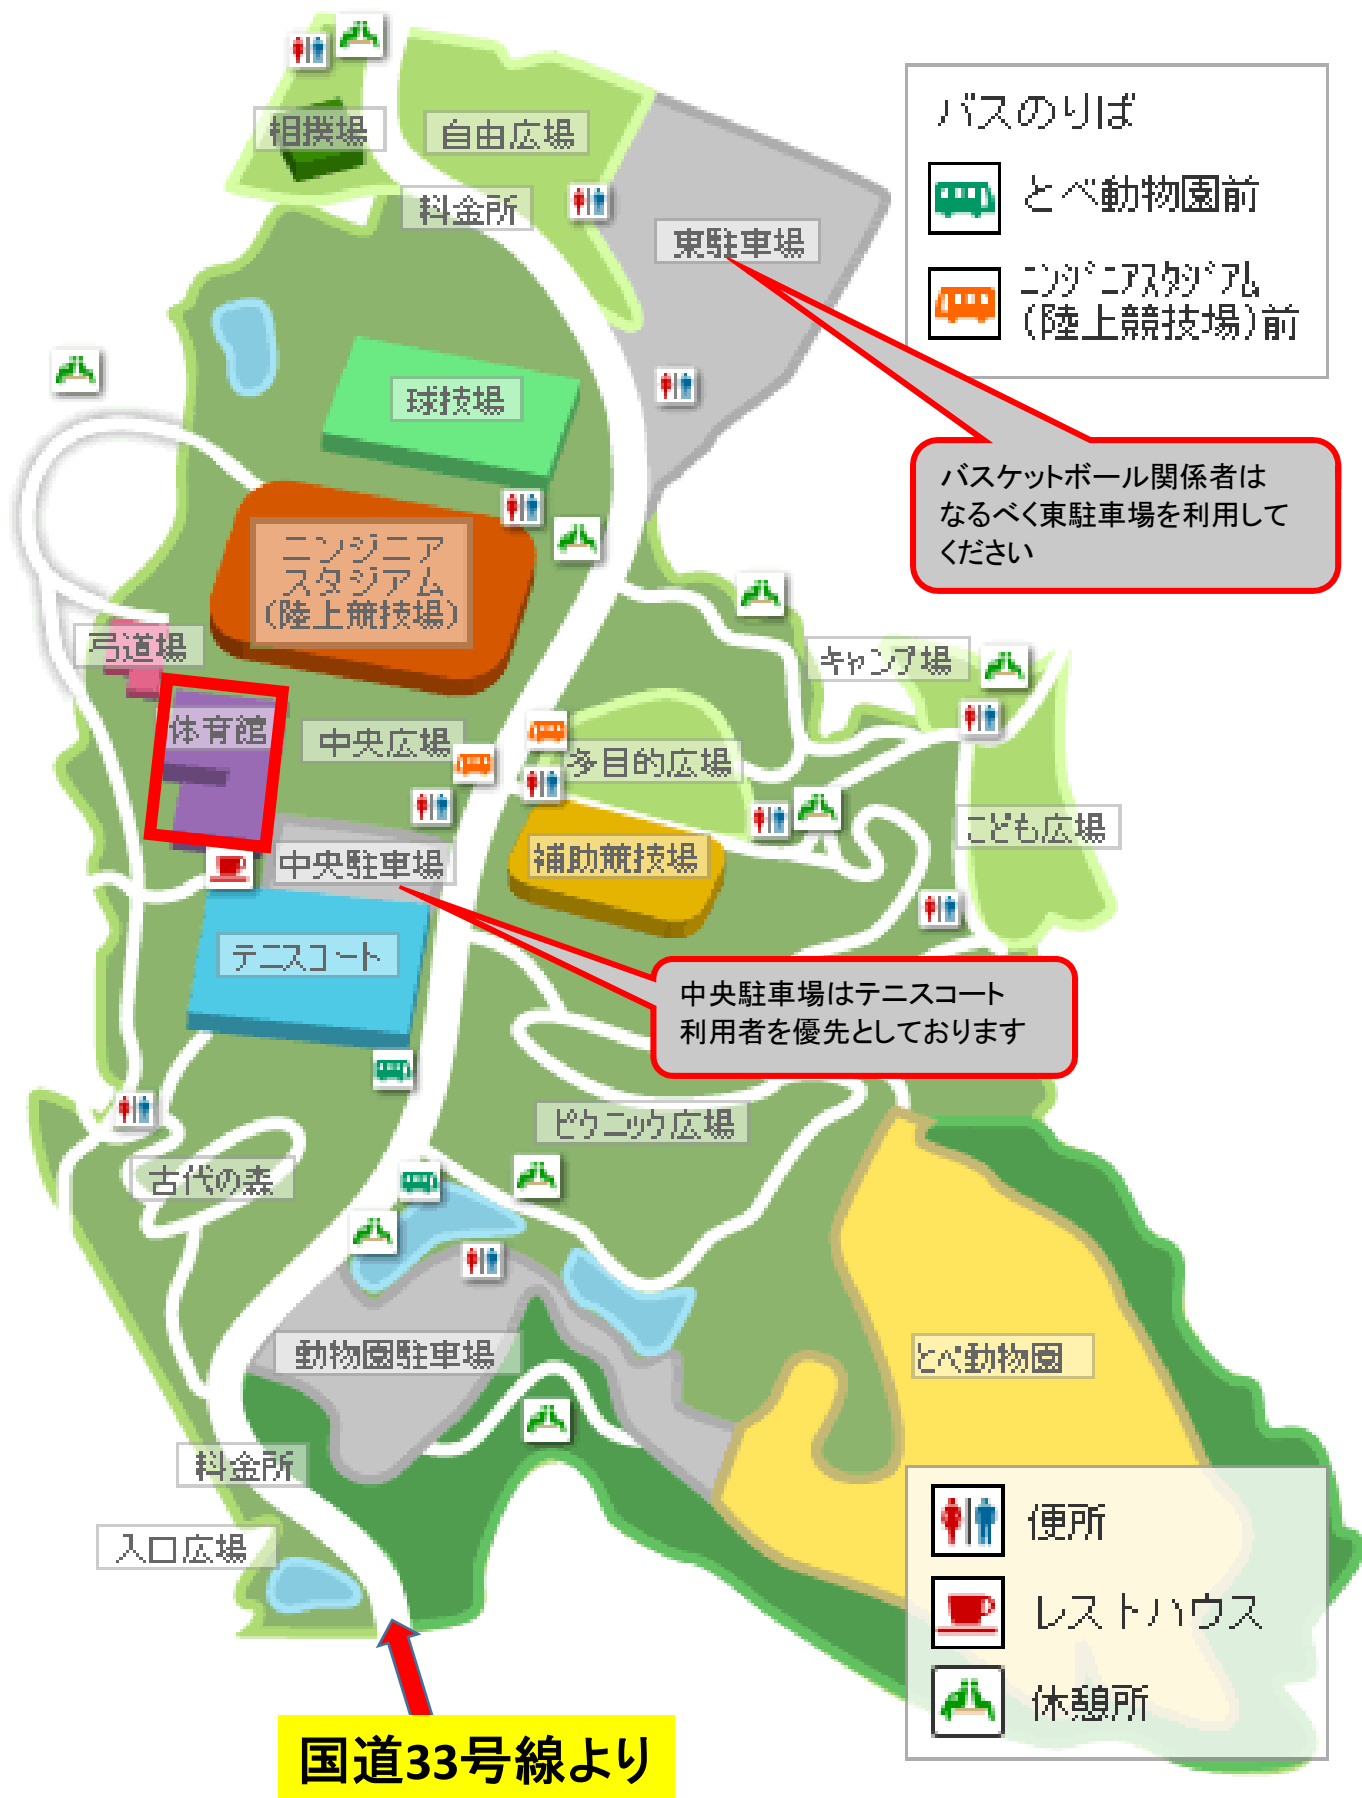 相撲場
自由広場
料金所
東駐車場
バスのりば
とべ動物園前
ニンジニアスタジアム
(陸上競技場)前
球技場
バスケットボール関係者は
なるべく東駐車場を利用して
ください
ニンジニア
スタジアム
(陸上競技場)
弓道場
キャンプ場
体育館
中央広場
多目的広場
こども広場
中央駐車場
補助競技場
テニスコート
中央駐車場はテニスコート
利用者を優先としております
ピクニック広場
古代の森
動物園駐車場
とべ動物園
料金所
入口広場
便所
レストハウス
休憩所
国道33号線より